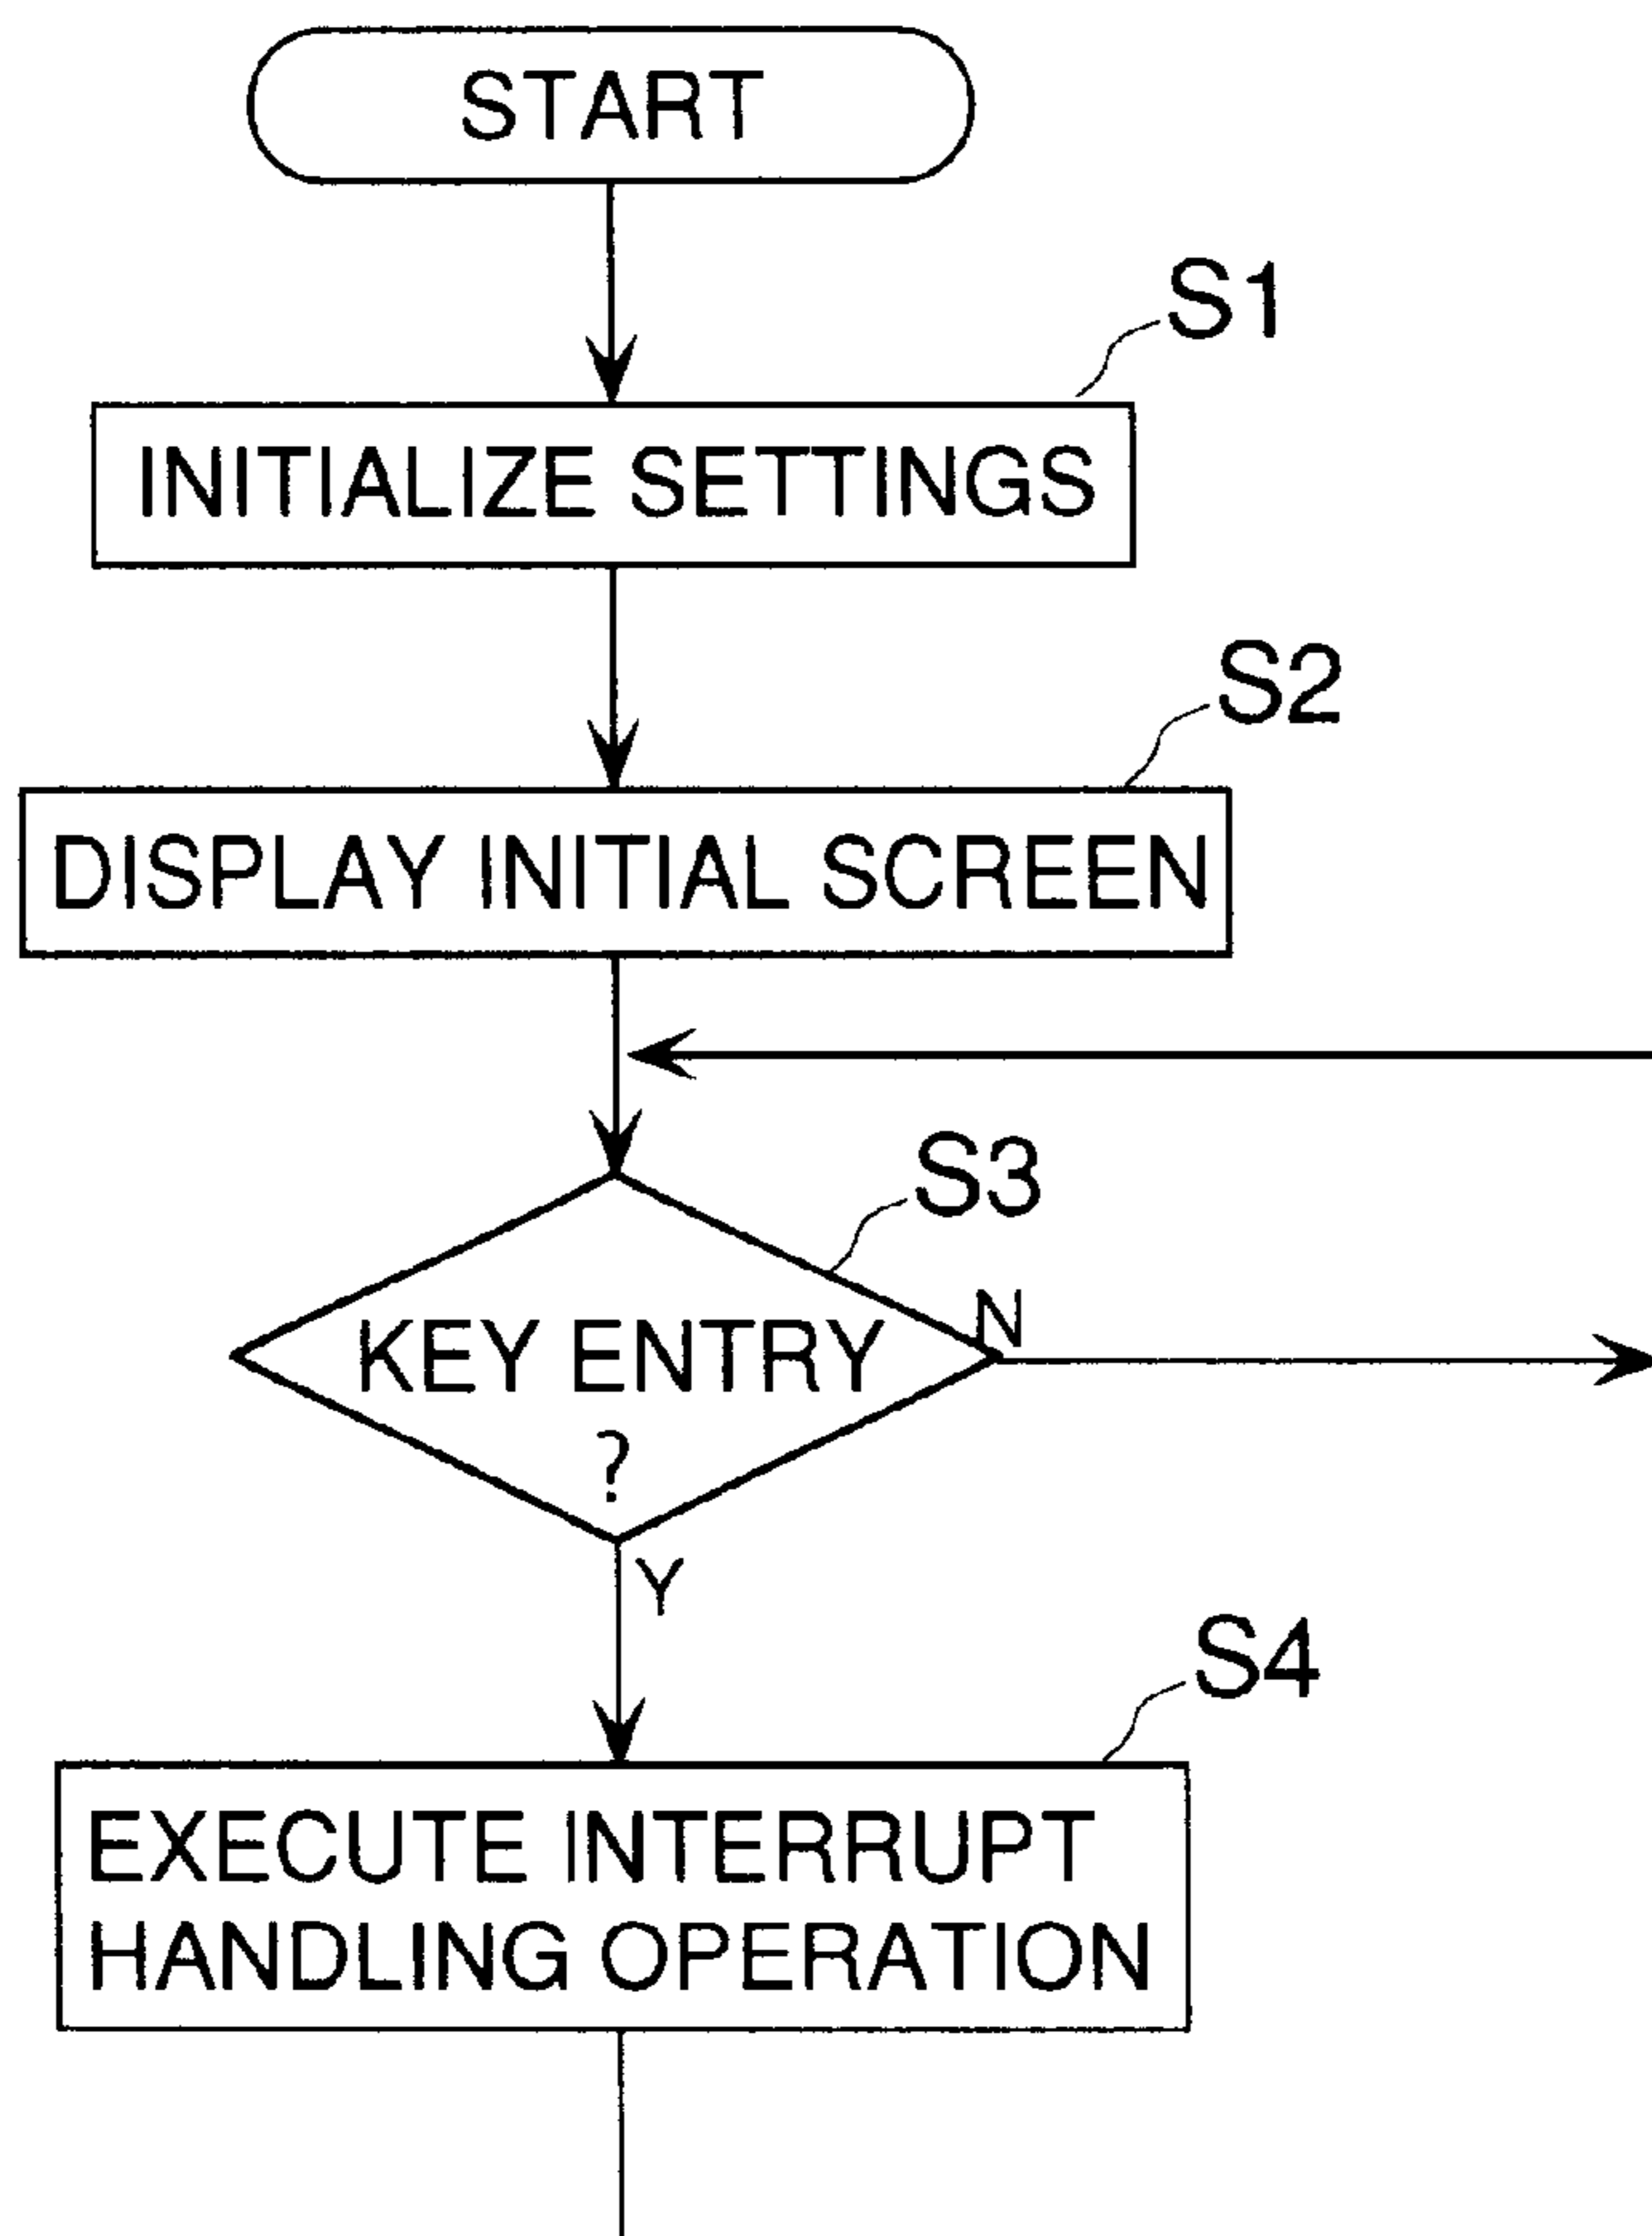 START
S1
INITIALIZE SETTINGS
S2
DISPLAY INITIAL SCREEN
S3
N
KEY ENTRY
?
Y
S4
EXECUTE INTERRUPT
HANDLING OPERATION